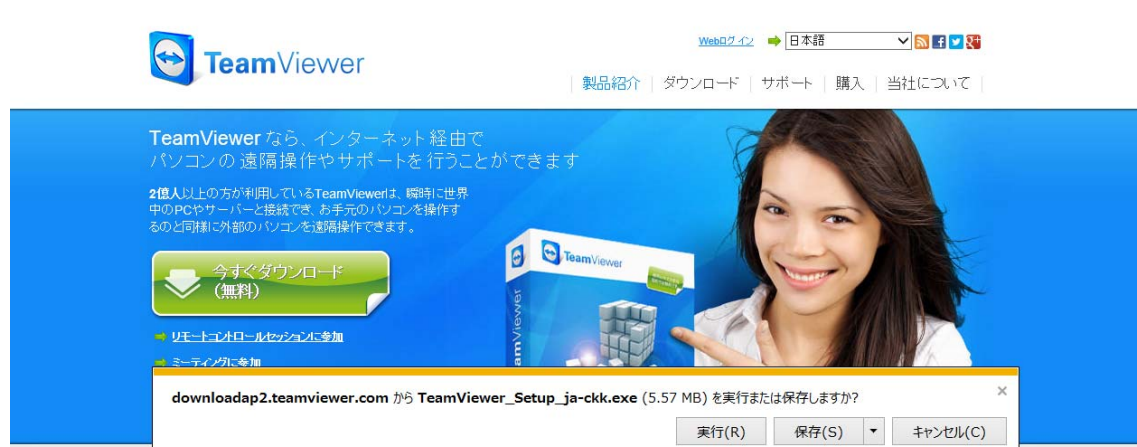 Webログイン 日本語
TeamViewer
製品紹介 ダウンロード サポート 購入 当社について
TeamViewer なら、インターネット経由で
パソコンの遠隔操作やサポートを行うことができます
2億人以上の方が利用しているTeamViewerは、瞬時に世界
中のPCやサーバーと接続でき、お手元のパソコンを操作す
るのと同様に外部のパソコンを遠隔操作できます。
今すぐダウンロード
(無料)
TeamViewer
リモートコントロールセッションに参加
ミーティングに参加
downloadap2.teamviewer.com から TeamViewer_Setup_ja-ckk.exe (5.57 MB) を実行または保存しますか?
実行(R) 保存(S) キャンセル(C)